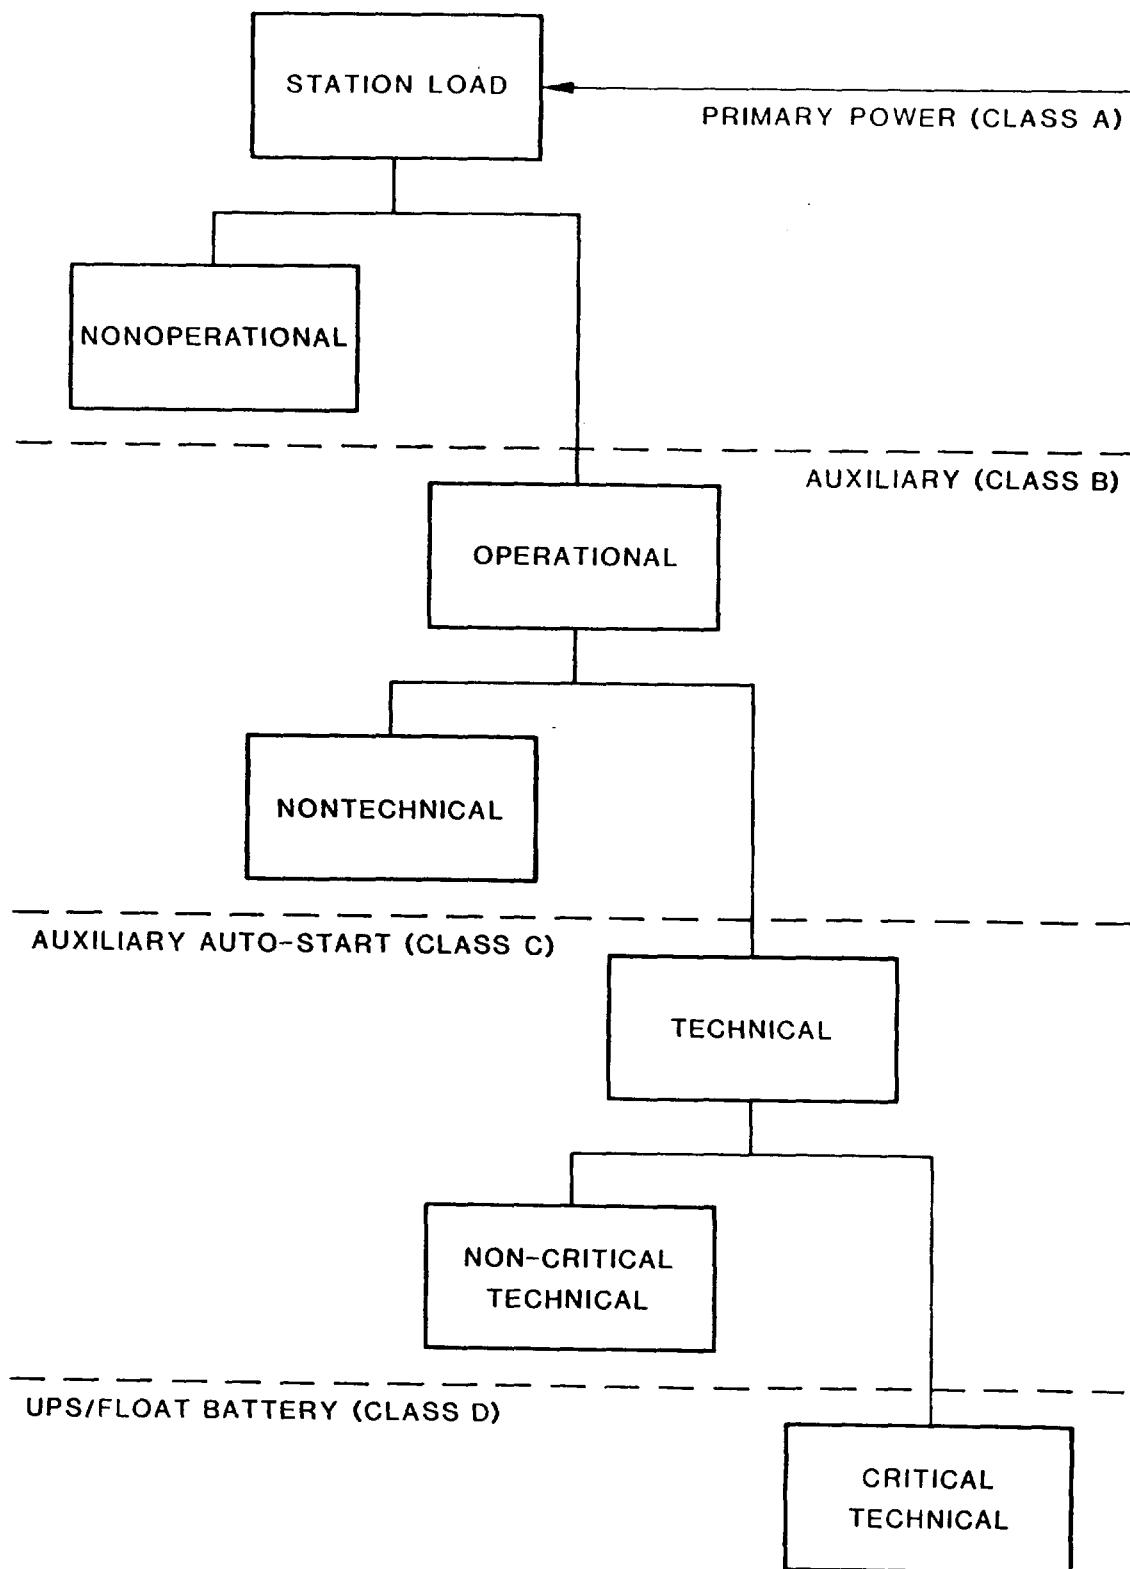 STATION LOAD
PRIMARY POWER (CLASS A)
NONOPERATIONAL
AUXILIARY (CLASS B)
OPERATIONAL
NONTECHNICAL
AUXILIARY AUTO-START (CLASS C)
TECHNICAL
NON-CRITICAL
TECHNICAL
UPS/FLOAT BATTERY (CLASS D)
CRITICAL
TECHNICAL